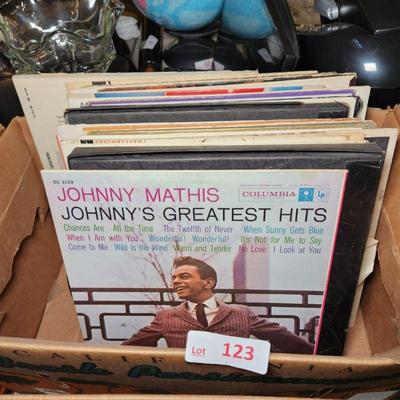 CL 1133
JOHNNY MATHIS
COLUMBIA
Lp
JOHNNY'S GREATEST HITS
Chances Are All the Time The Twelfth of Never When Sunny Gets Blue
When I Am with You Wonderful! Wonderful! It's Not for Me to Say
Come to Me Wild Is the Wind Warm and Tender No Love I Look at You
Lot 123
CALIFORNIA